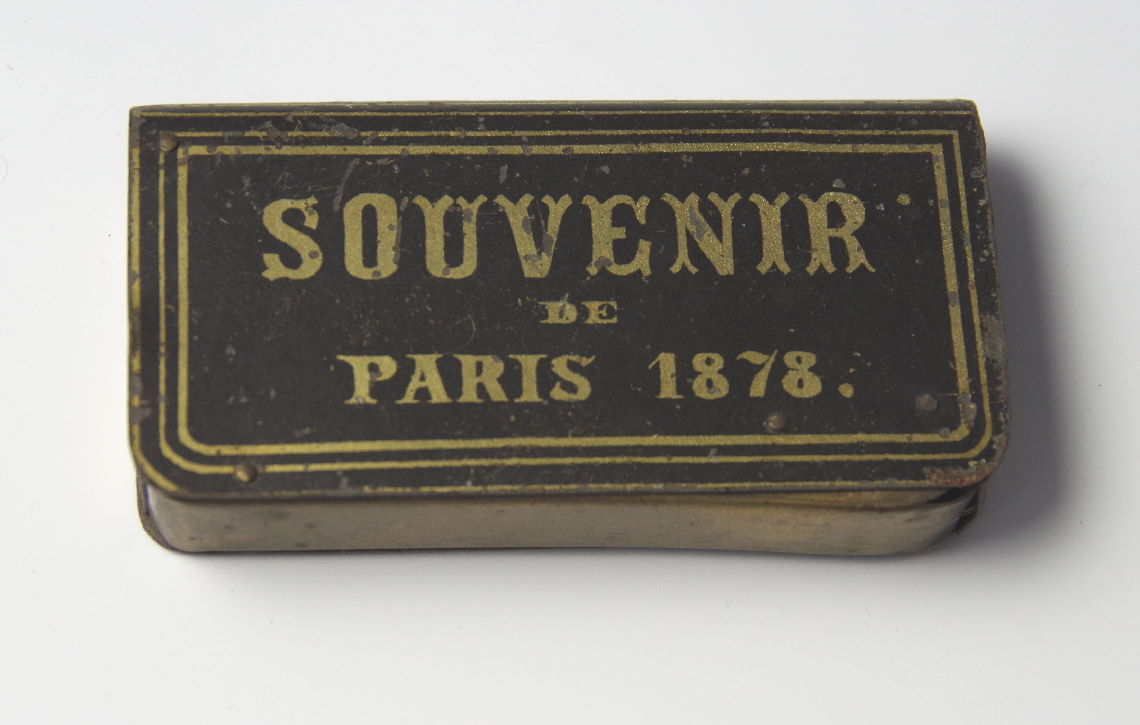 SOUVENIR
DE
PARIS 1878.